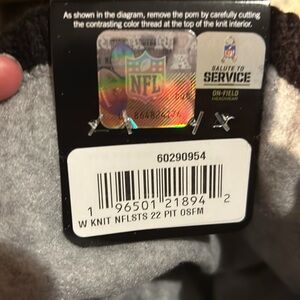 As shown in the diagram, remove the pom by carefully cutting
the contrasting color thread at the top of the knit interior.
NFL
SALUTE TO
SERVICE
ON-FIELD
HEADWEAR
60290954
1 96501 21894 2
W KNIT NFLSTS 22 PIT OSFM